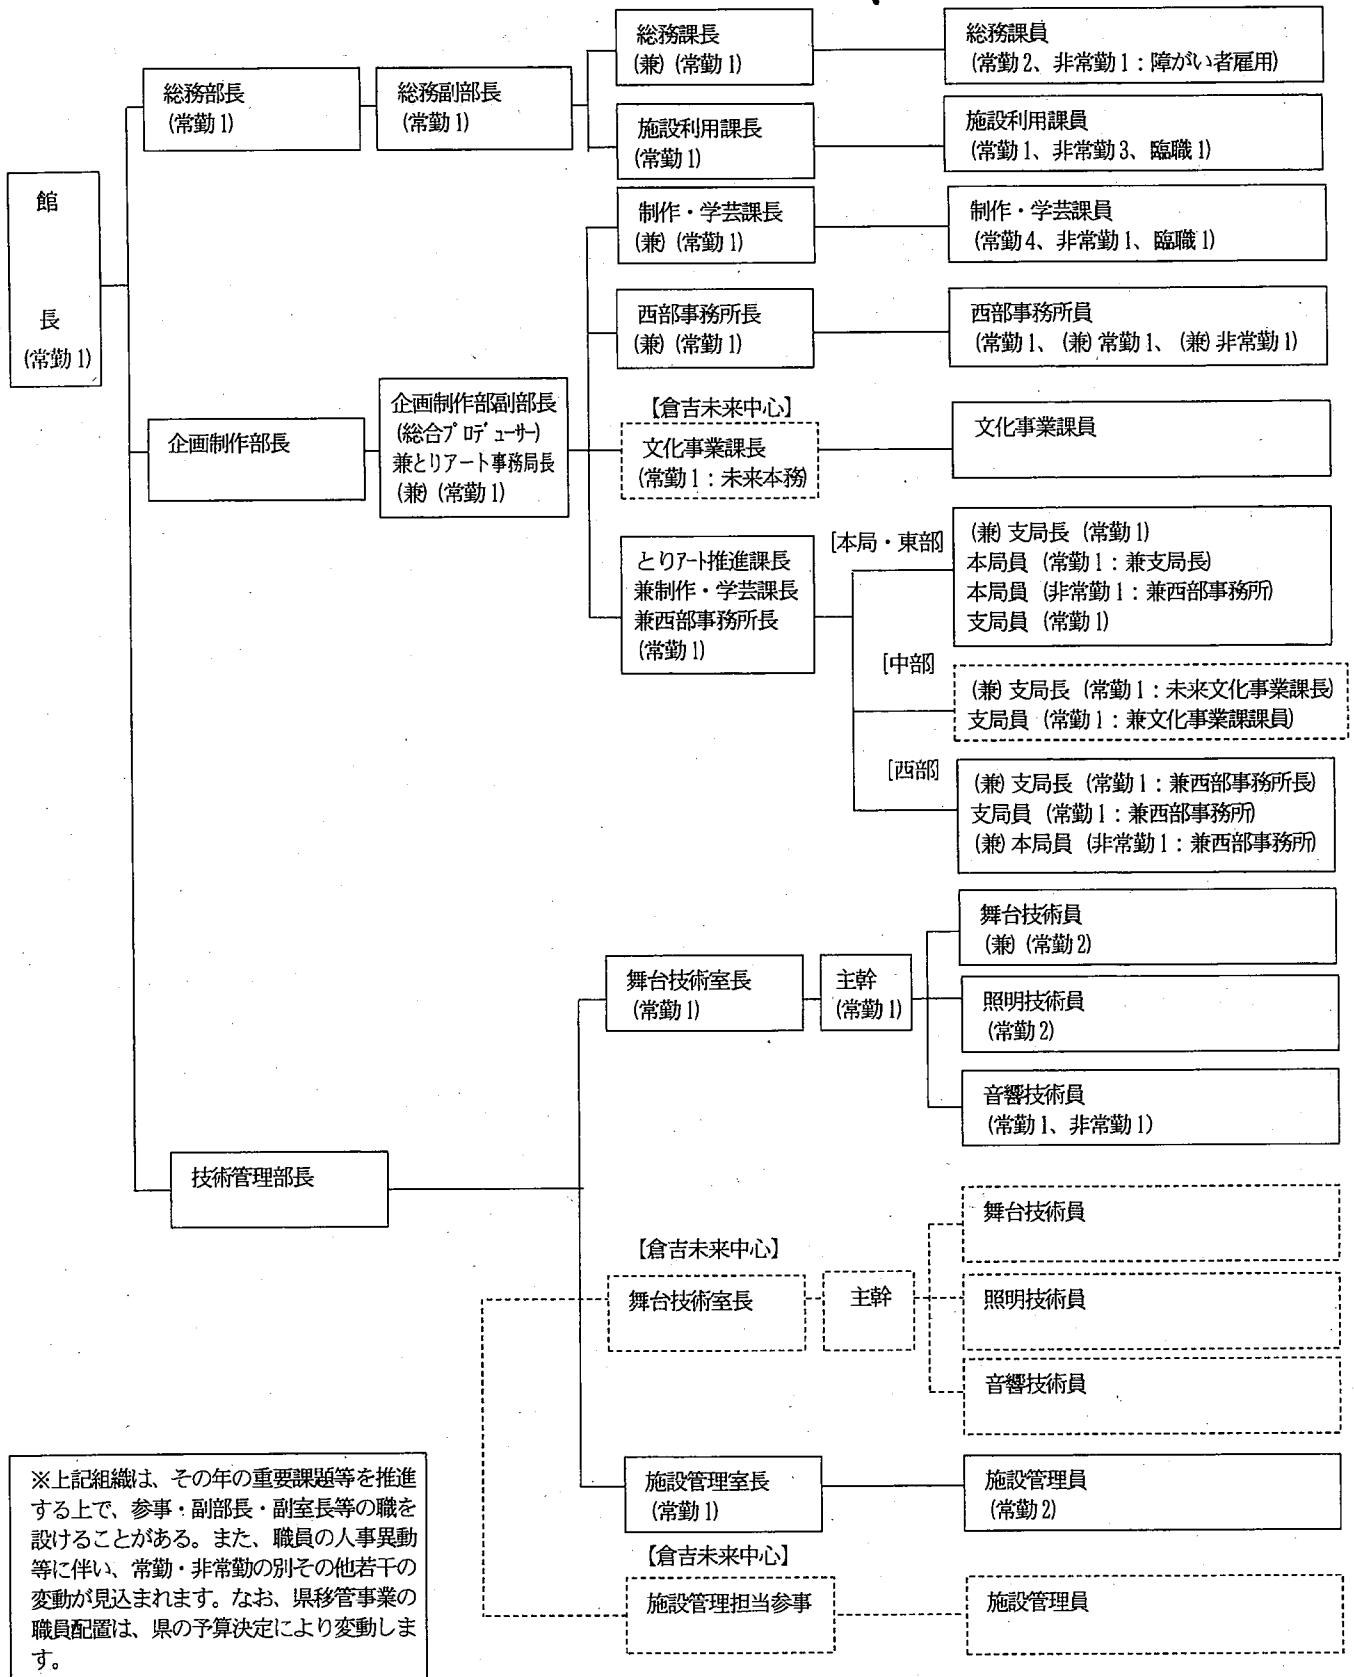 館
長
(常勤 1)
総務部長
(常勤 1)
総務副部長
(常勤 1)
総務課長
(兼) (常勤 1)
総務課員
(常勤 2、非常勤 1：障がい者雇用)
施設利用課長
(常勤 1)
施設利用課員
(常勤 1、非常勤 3、臨職 1)
企画制作部長
企画制作部副部長
(総合プロデューサー)
兼とりアート事務局長
(兼) (常勤 1)
制作・学芸課長
(兼) (常勤 1)
制作・学芸課員
(常勤 4、非常勤 1、臨職 1)
西部事務所長
(兼) (常勤 1)
西部事務所員
(常勤 1、(兼) 常勤 1、(兼) 非常勤 1)
【倉吉未来中心】
文化事業課長
(常勤 1：未来本務)
文化事業課員
とりアート推進課長
兼制作・学芸課長
兼西部事務所長
(常勤 1)
[本局・東部]
(兼) 支局長 (常勤 1)
本局員 (常勤 1：兼支局長)
本局員 (非常勤 1：兼西部事務所)
支局員 (常勤 1)
[中部]
(兼) 支局長 (常勤 1：未来文化事業課長)
支局員 (常勤 1：兼文化事業課課員)
[西部]
(兼) 支局長 (常勤 1：兼西部事務所長)
支局員 (常勤 1：兼西部事務所)
(兼) 本局員 (非常勤 1：兼西部事務所)
技術管理部長
舞台技術室長
(常勤 1)
主幹
(常勤 1)
舞台技術員
(兼) (常勤 2)
照明技術員
(常勤 2)
音響技術員
(常勤 1、非常勤 1)
【倉吉未来中心】
舞台技術室長
主幹
舞台技術員
照明技術員
音響技術員
施設管理室長
(常勤 1)
施設管理員
(常勤 2)
【倉吉未来中心】
施設管理担当参事
施設管理員
※上記組織は、その年の重要課題等を推進
する上で、参事・副部長・副室長等の職を
設けることがある。また、職員の人事異動
等に伴い、常勤・非常勤の別その他若干の
変動が見込まれます。なお、県移管事業の
職員配置は、県の予算決定により変動しま
す。